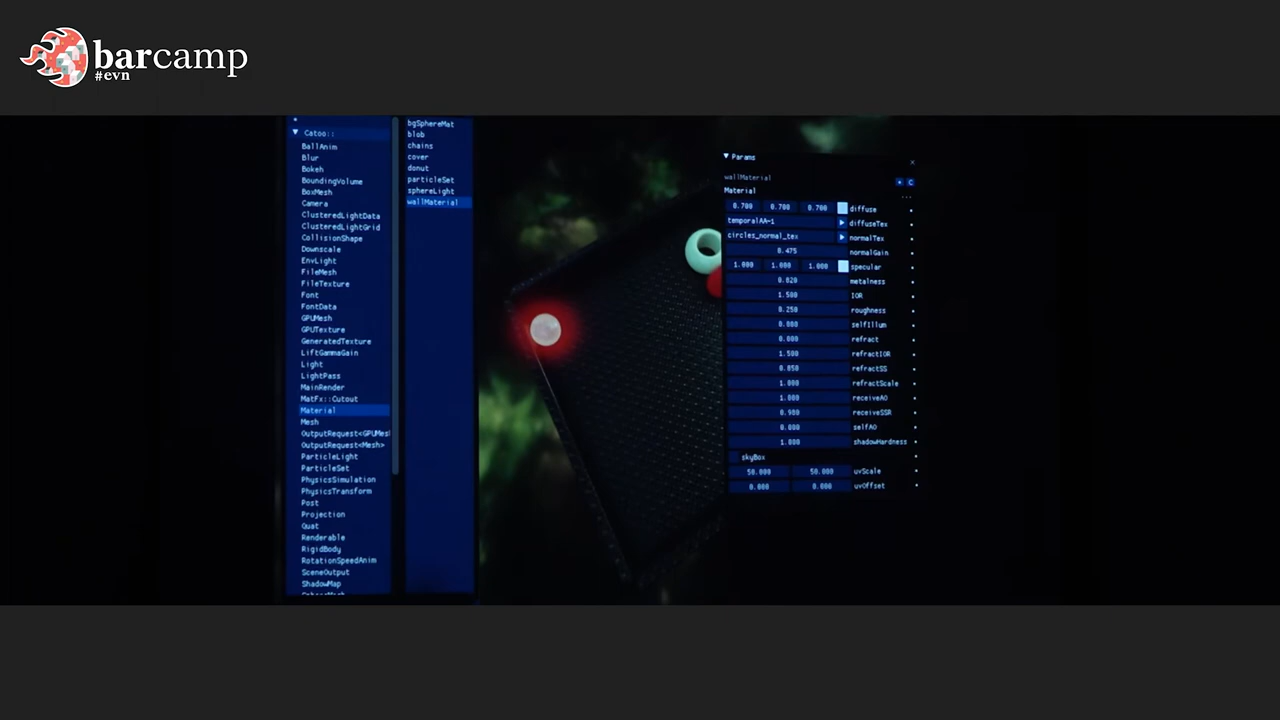 barcamp
#evn
Catoo::
BallAnim
Blur
Bokeh
BoundingVolume
BoxMesh
Camera
ClusteredLightData
ClusteredLightGrid
CollisionShape
Downscale
EnvLight
FileMesh
FileTexture
Font
FontData
GPUMesh
GPUTexture
GeneratedTexture
LiftGammaGain
Light
LightPass
MainRender
MatFx::Cutout
Material
Mesh
OutputRequest<GPUMesh
OutputRequest<Mesh>
ParticleLight
ParticleSet
PhysicsSimulation
PhysicsTransform
Post
Projection
Quat
Renderable
RigidBody
RotationSpeedAnim
SceneOutput
ShadowMap
bgSphereMat
blob
chains
cover
donut
particleSet
sphereLight
wallMaterial
Params
wallMaterial
Material
0.700 0.700 0.700 diffuse
temporalAA-1 diffuseTex
circles_normal_tex normalTex
0.475 normalGain
1.000 1.000 1.000 specular
0.820 metalness
1.500 IOR
0.250 roughness
0.000 selfIllum
0.000 refract
1.500 refractIOR
0.850 refractSS
1.000 refractScale
1.000 receiveAO
0.900 receiveSSR
0.000 selfAO
1.000 shadowHardness
skyBox
50.000 50.000 uvScale
0.000 0.000 uvOffset